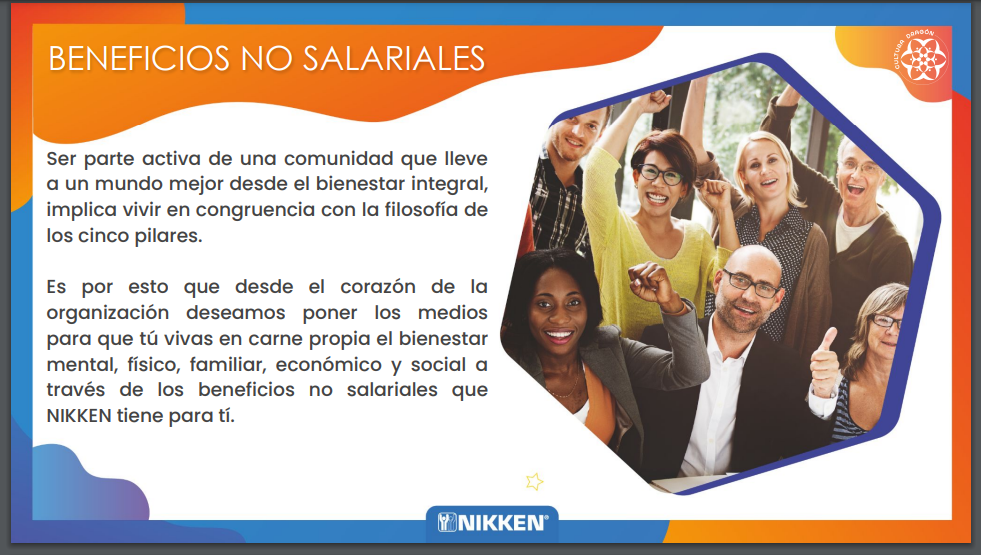 BENEFICIOS NO SALARIALES
CULTURA DRAGÓN
Ser parte activa de una comunidad que lleve
a un mundo mejor desde el bienestar integral,
implica vivir en congruencia con la filosofía de
los cinco pilares.
Es por esto que desde el corazón de la
organización deseamos poner los medios
para que tú vivas en carne propia el bienestar
mental, físico, familiar, económico y social a
través de los beneficios no salariales que
NIKKEN tiene para tí.
NIKKEN®